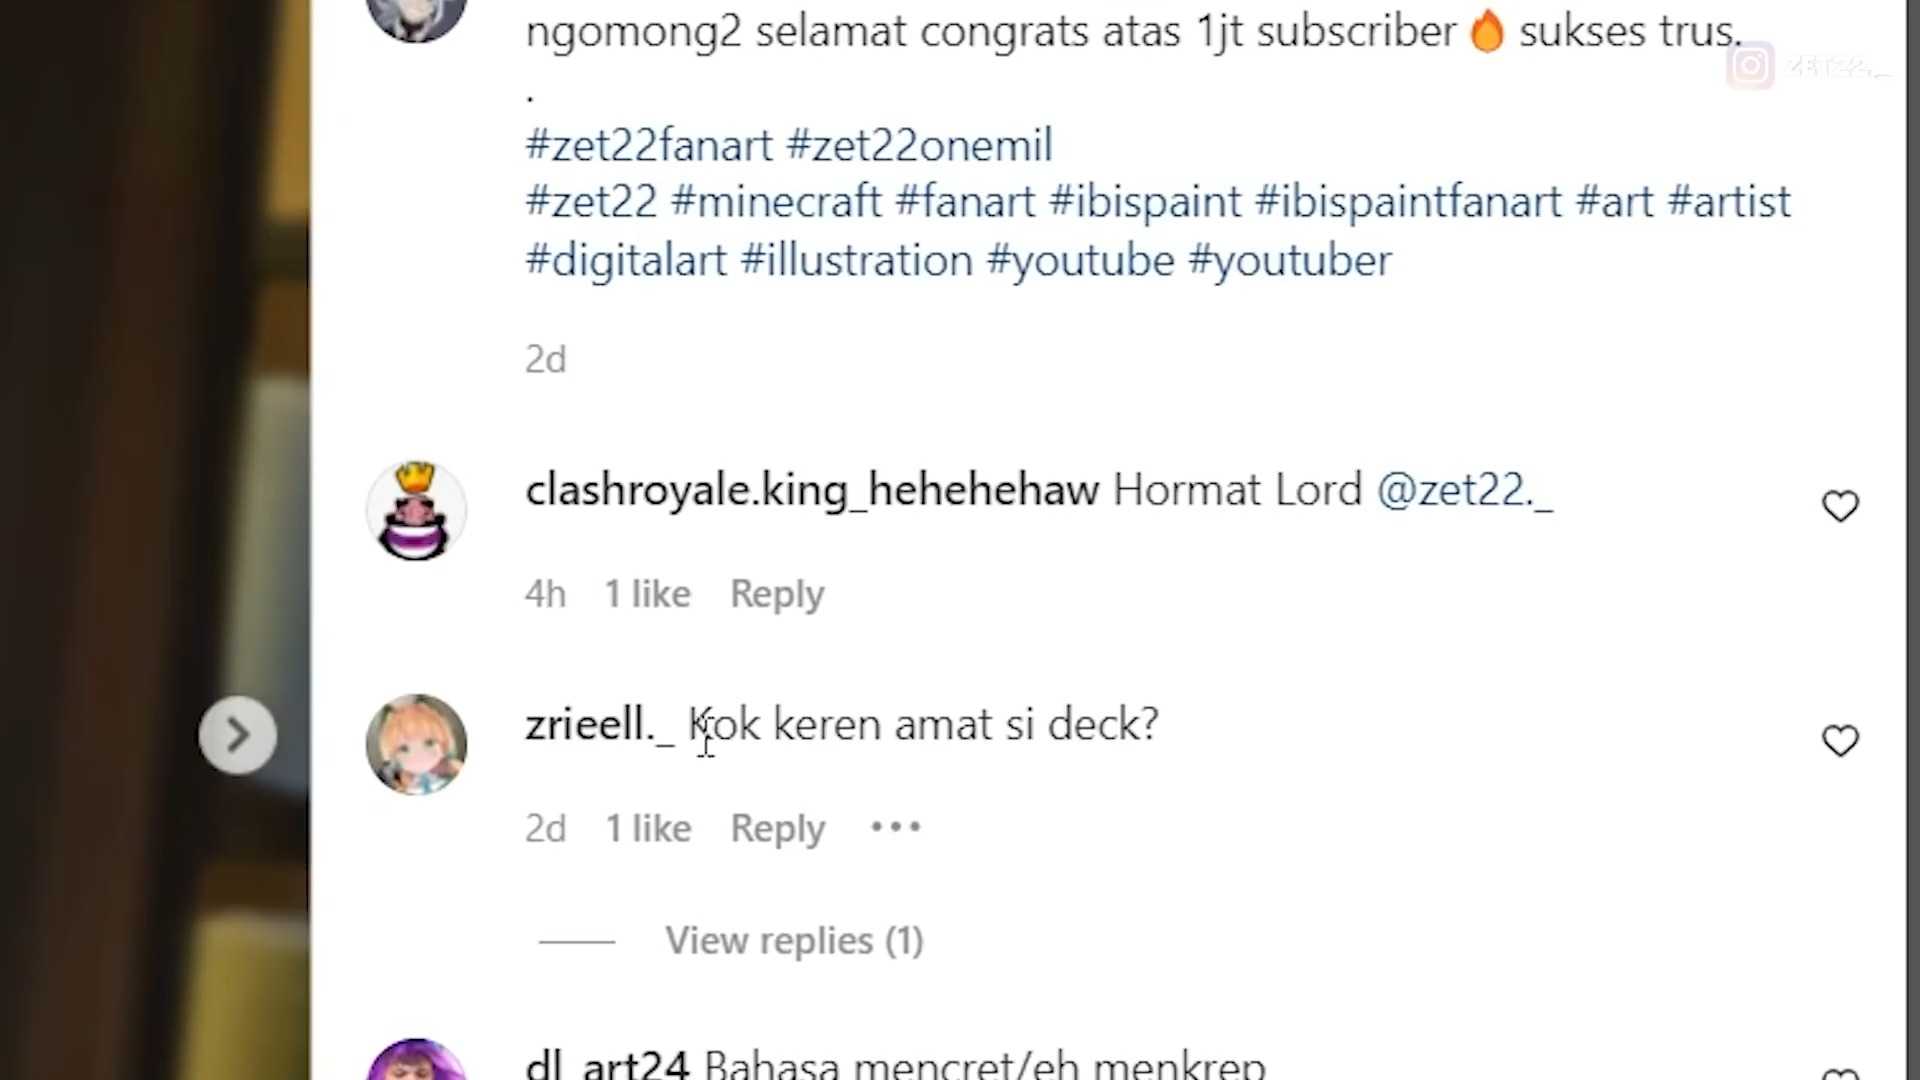 ngomong2 selamat congrats atas 1jt subscriber🔥sukses trus.
ZET22._
.
#zet22fanart #zet22onemil
#zet22 #minecraft #fanart #ibispaint #ibispaintfanart #art #artist
#digitalart #illustration #youtube #youtuber
2d
clashroyale.king_hehehehaw Hormat Lord @zet22._
4h 1 like Reply
zrieell._ Kok keren amat si deck?
2d 1 like Reply •••
View replies (1)
dl_art24 Bahasa mencret/eh menkrep